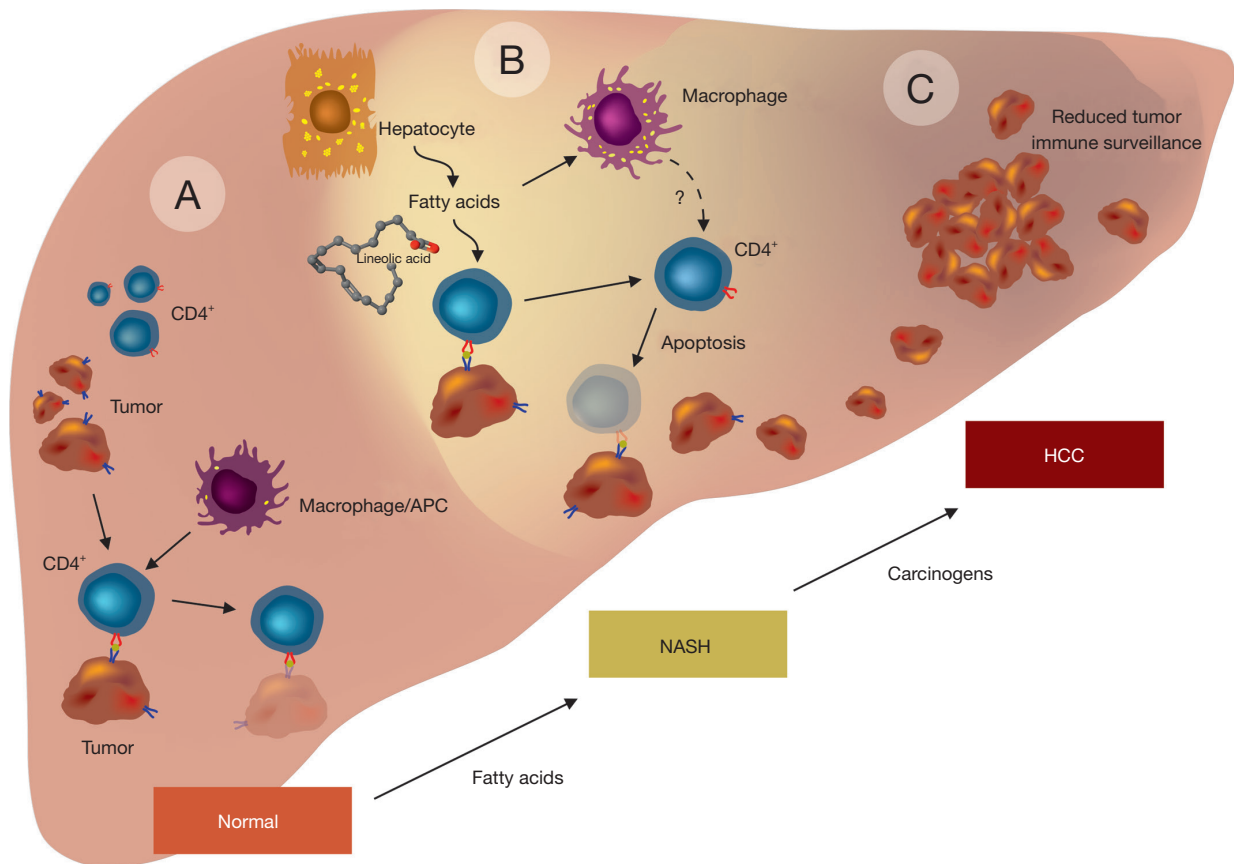 A
CD4+
Tumor
Macrophage/APC
CD4+
Tumor
B
Hepatocyte
Fatty acids
Lineolic acid
Macrophage
?
CD4+
Apoptosis
C
Reduced tumor
immune surveillance
Normal
Fatty acids
NASH
Carcinogens
HCC